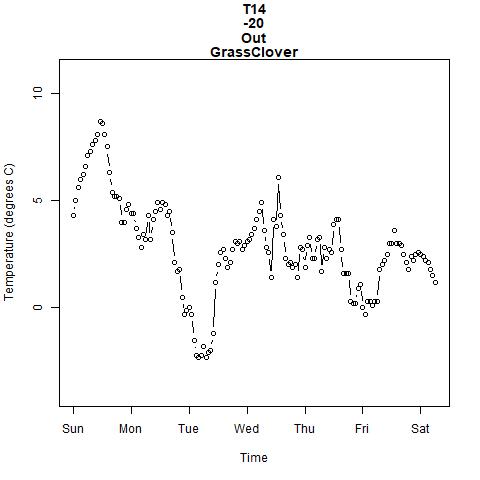 T14
-20
Out
GrassClover
10
5
0
Temperature (degrees C)
Sun Mon Tue Wed Thu Fri Sat
Time